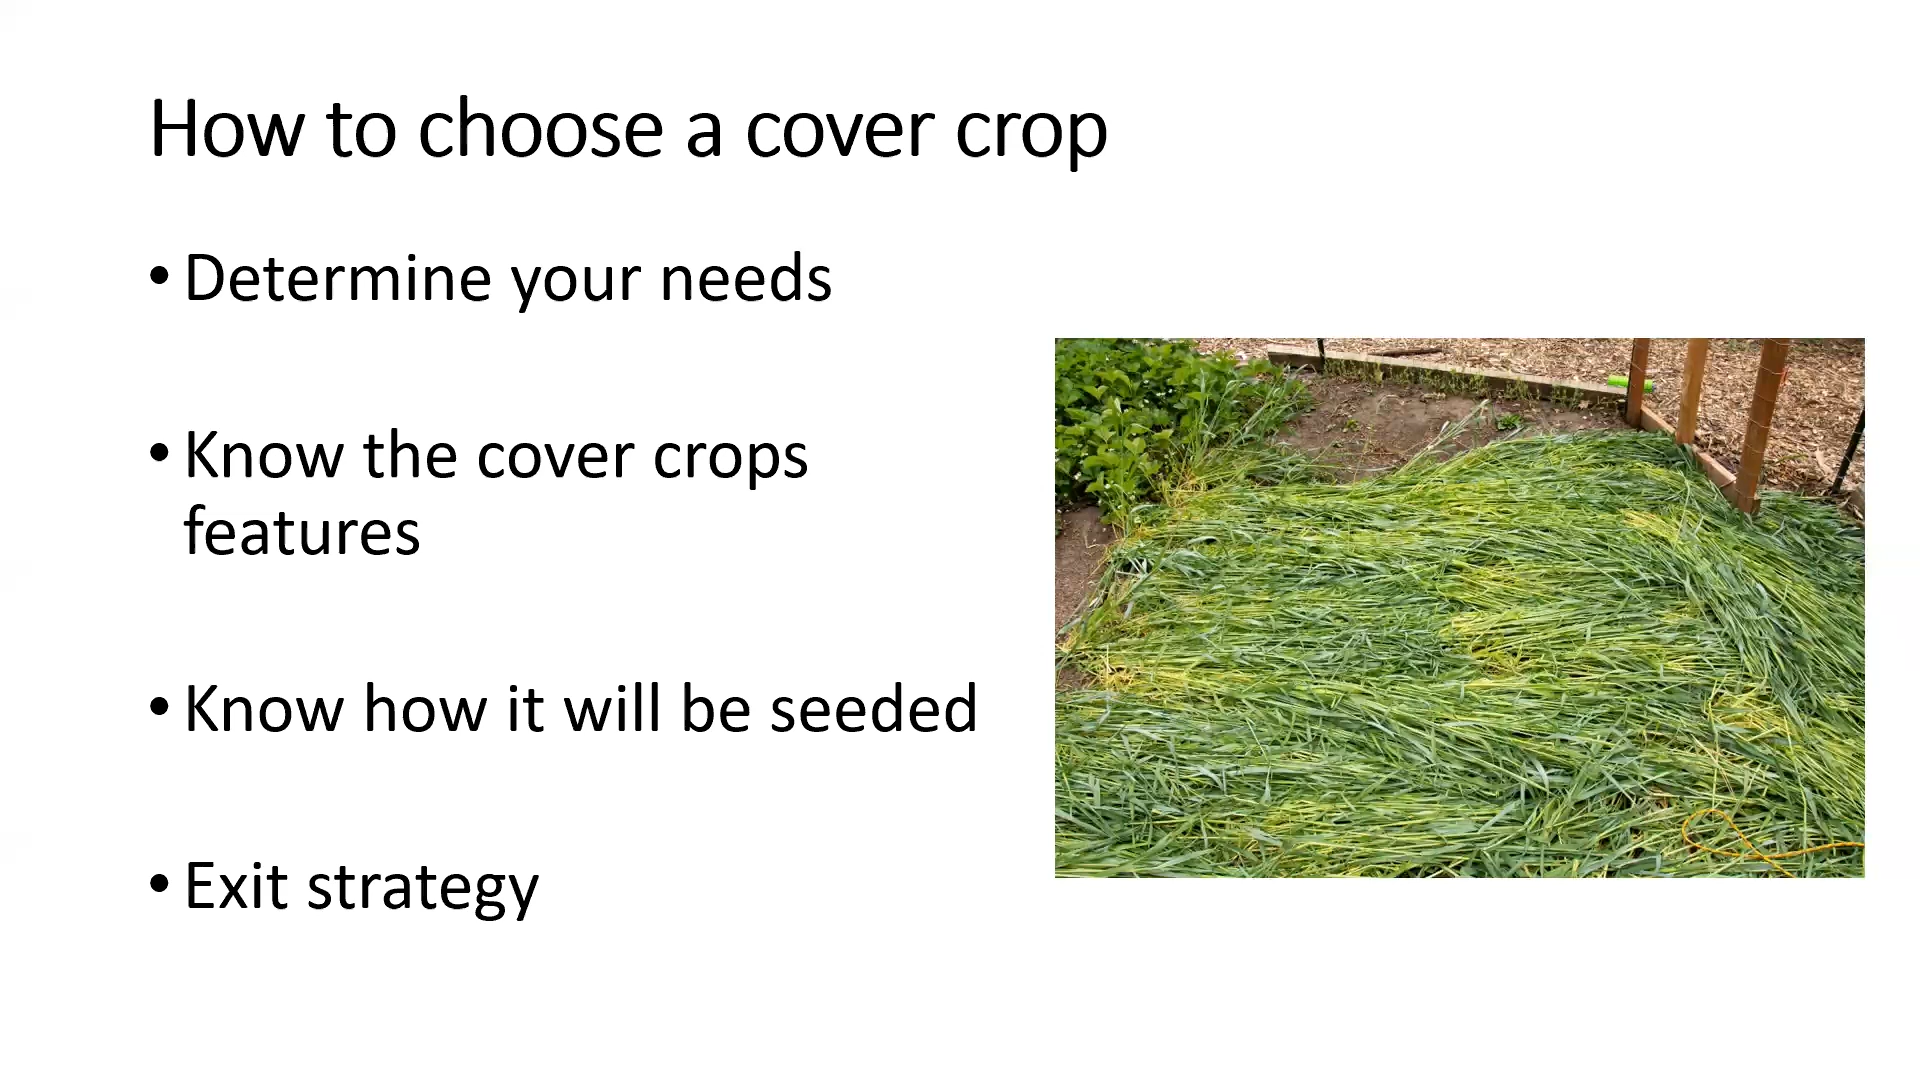 How to choose a cover crop
• Determine your needs
• Know the cover crops
features
• Know how it will be seeded
• Exit strategy